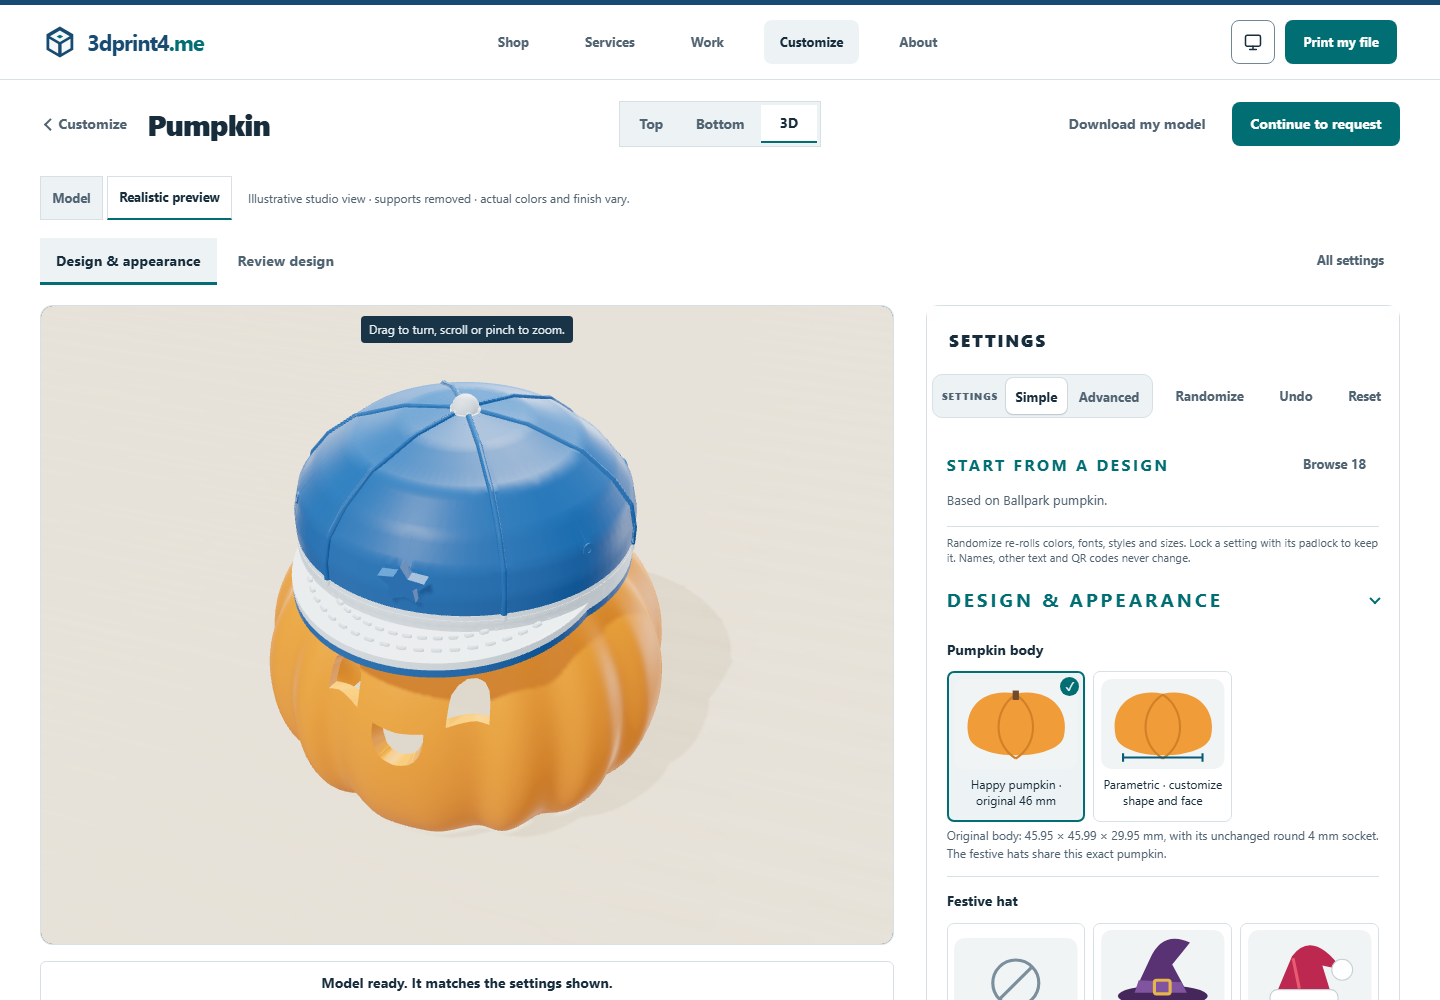 3dprint4.me
Shop
Services
Work
Customize
About
Print my file
Customize
Pumpkin
Top
Bottom
3D
Download my model
Continue to request
Model
Realistic preview
Illustrative studio view · supports removed · actual colors and finish vary.
Design & appearance
Review design
All settings
Drag to turn, scroll or pinch to zoom.
Model ready. It matches the settings shown.
SETTINGS
SETTINGS
Simple
Advanced
Randomize
Undo
Reset
START FROM A DESIGN
Browse 18
Based on Ballpark pumpkin.
Randomize re-rolls colors, fonts, styles and sizes. Lock a setting with its padlock to keep
it. Names, other text and QR codes never change.
DESIGN & APPEARANCE
Pumpkin body
Happy pumpkin ·
original 46 mm
Parametric · customize
shape and face
Original body: 45.95 × 45.99 × 29.95 mm, with its unchanged round 4 mm socket.
The festive hats share this exact pumpkin.
Festive hat